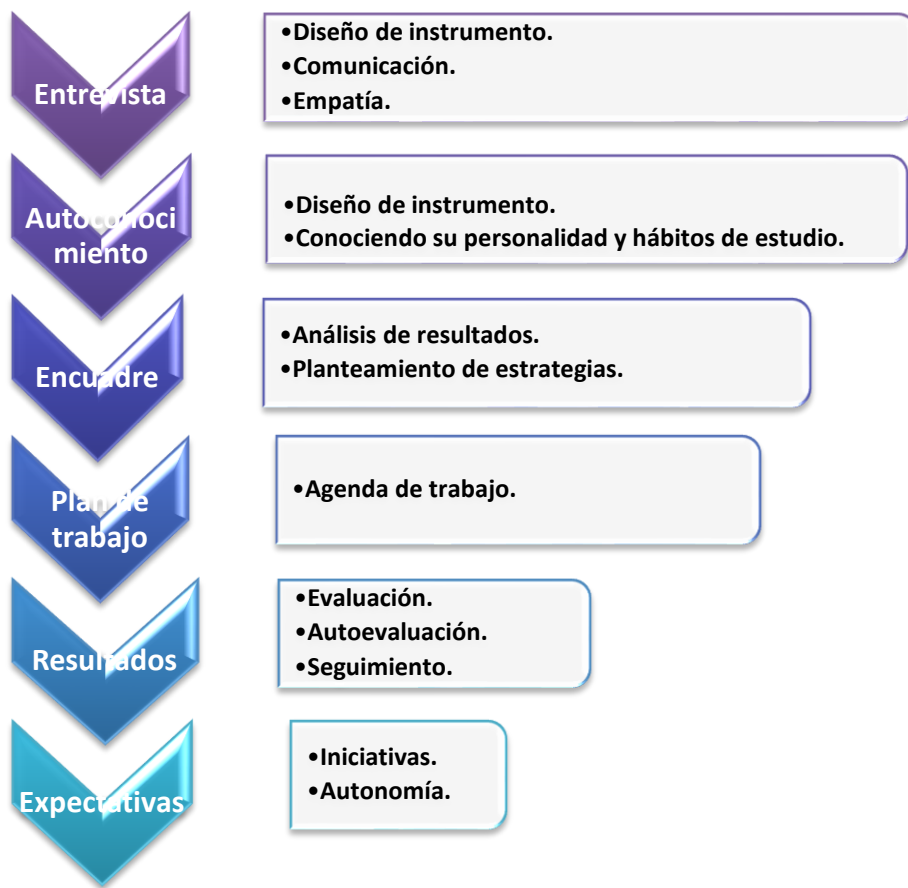 Entrevista
•Diseño de instrumento.
•Comunicación.
•Empatía.
Autoconoci
miento
•Diseño de instrumento.
•Conociendo su personalidad y hábitos de estudio.
Encuadre
•Análisis de resultados.
•Planteamiento de estrategias.
Plan de
trabajo
•Agenda de trabajo.
Resultados
•Evaluación.
•Autoevaluación.
•Seguimiento.
Expectativas
•Iniciativas.
•Autonomía.